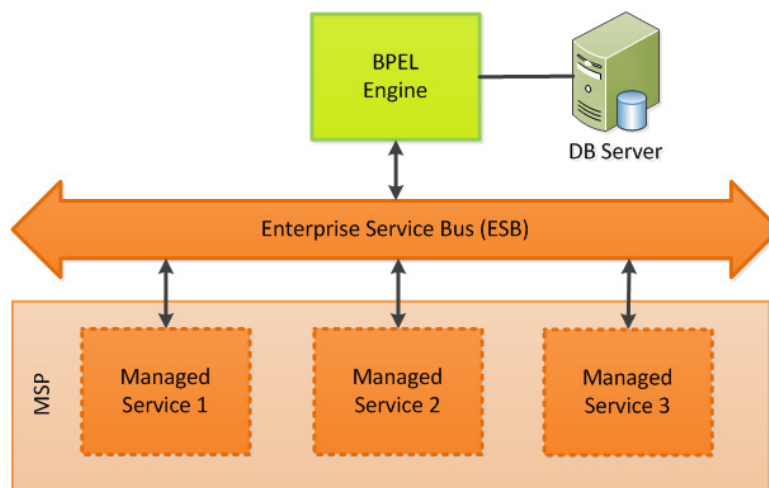 BPEL
Engine
DB Server
Enterprise Service Bus (ESB)
MSP
Managed
Service 1
Managed
Service 2
Managed
Service 3